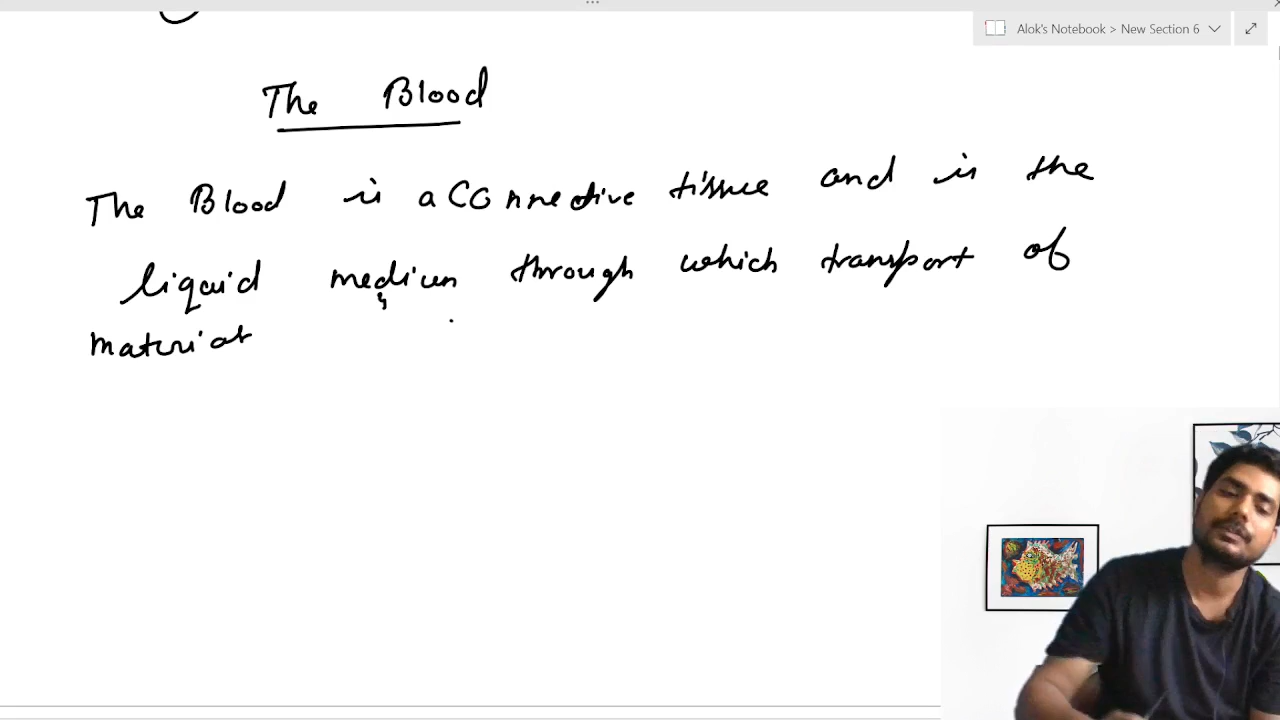 Alok's Notebook > New Section 6
The Blood
The Blood is a Connective tissue and is the
liquid medium through which transport of
material